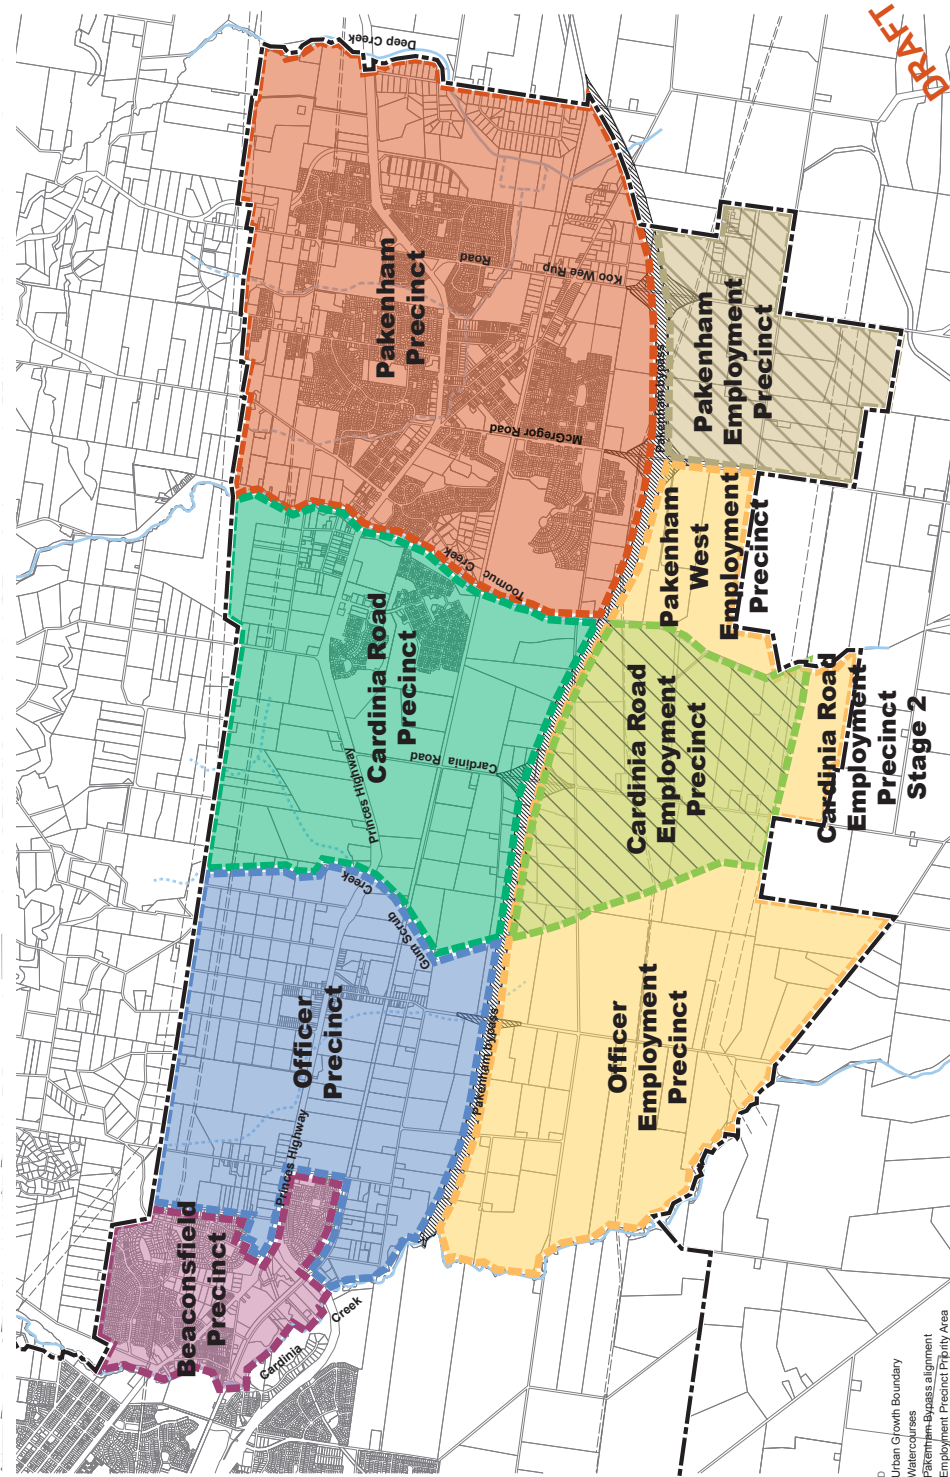 DRAFT
Deep Creek
Pakenham
Precinct
Road
Koo Wee Rup
McGregor Road
Pakenham bypass
Pakenham
Employment
Precinct
Toomuc Creek
Pakenham
West
Employment
Precinct
Cardinia Road
Precinct
Princes Highway
Cardinia Road
Cardinia Road
Employment
Precinct
Cardinia Road
Employment
Precinct
Stage 2
Gum Scrub Creek
Officer
Precinct
Princes Highway
Pakenham bypass
Officer
Employment
Precinct
Beaconsfield
Precinct
Cardinia Creek
Urban Growth Boundary
Watercourses
Pakenham Bypass alignment
Employment Precinct Priority Area